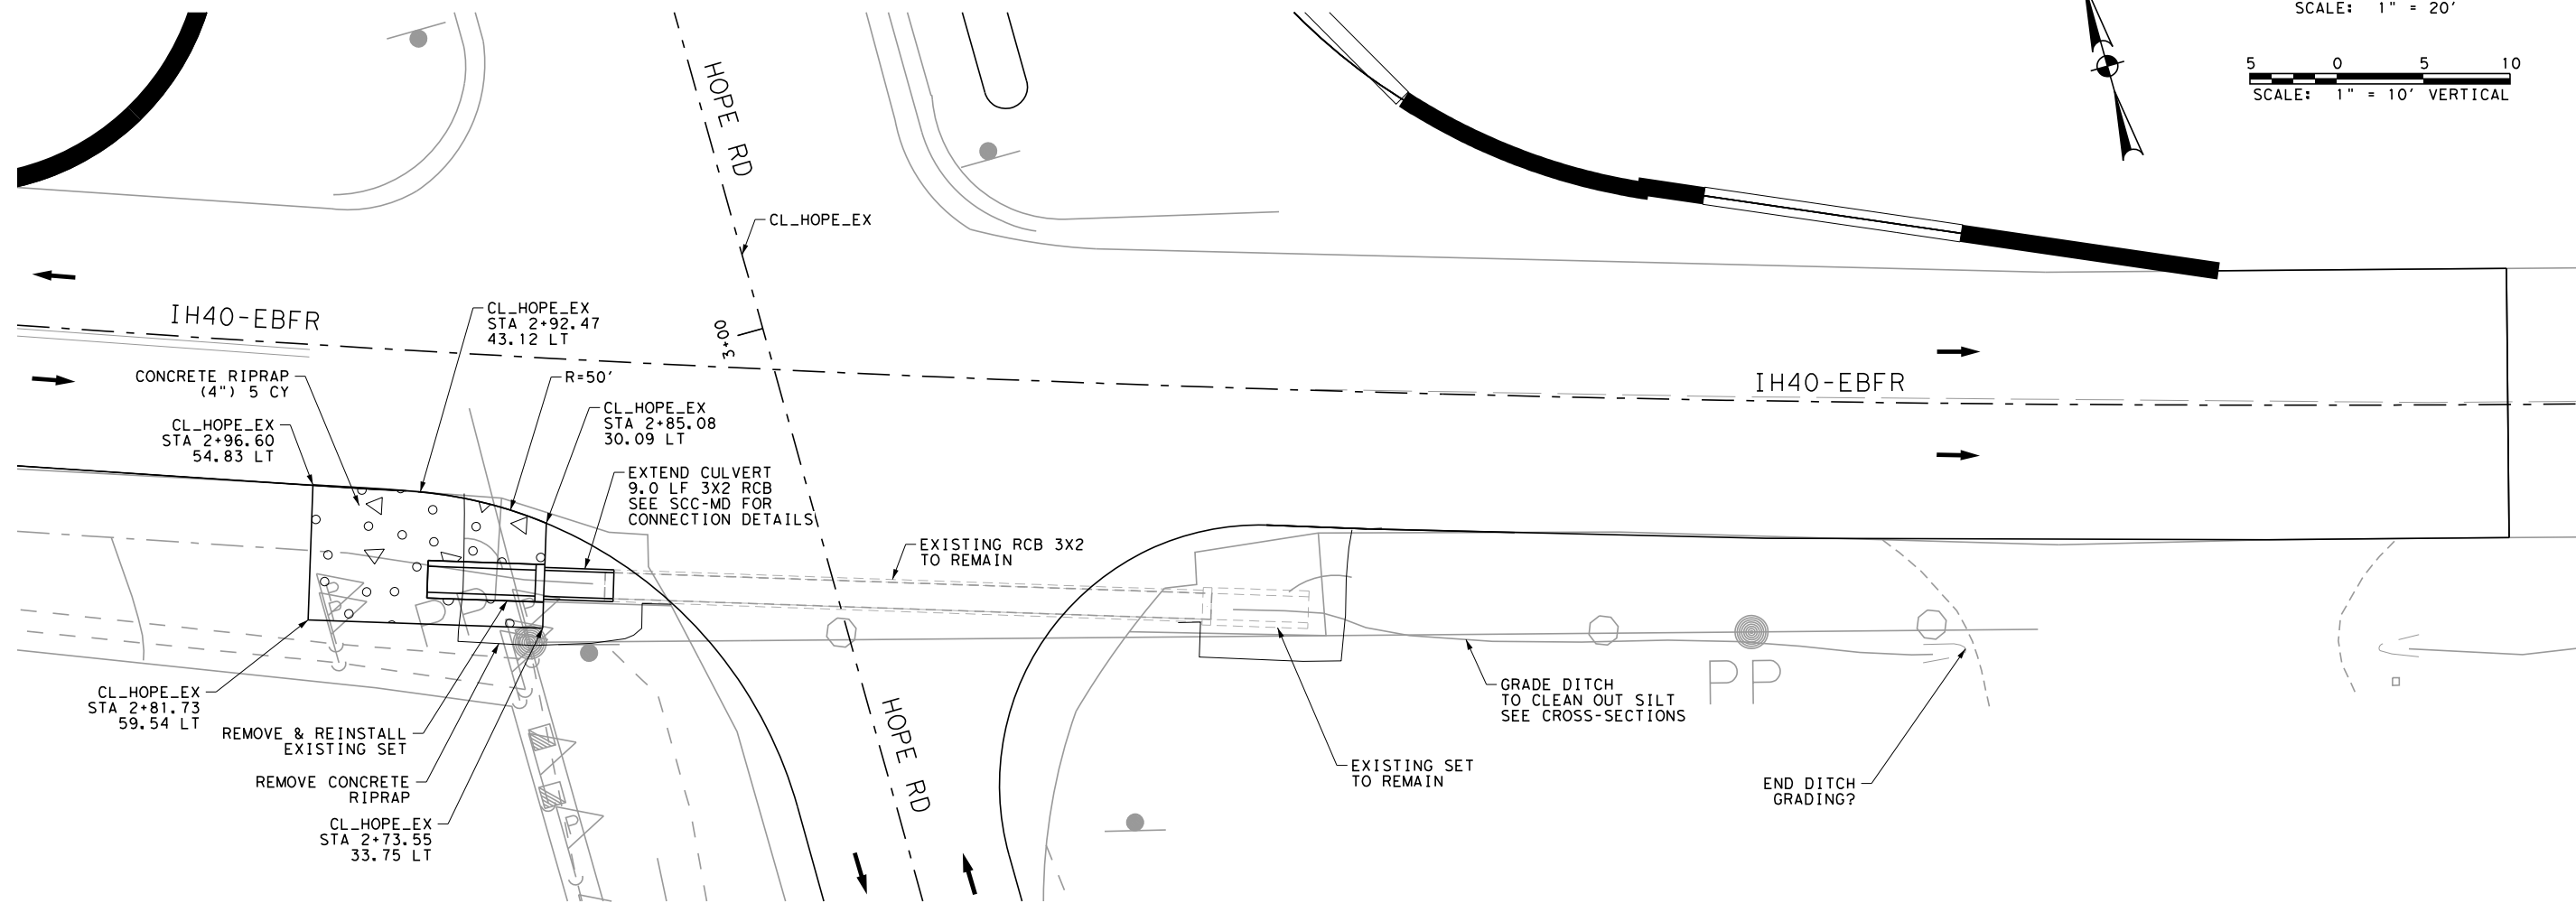 SCALE: 1" = 20'
5 0 5 10
SCALE: 1" = 10' VERTICAL
HOPE RD
CL_HOPE_EX
IH40-EBFR
CL_HOPE_EX
STA 2+92.47
43.12 LT
3+00
CONCRETE RIPRAP
(4") 5 CY
R=50'
IH40-EBFR
CL_HOPE_EX
STA 2+85.08
30.09 LT
CL_HOPE_EX
STA 2+96.60
54.83 LT
EXTEND CULVERT
9.0 LF 3X2 RCB
SEE SCC-MD FOR
CONNECTION DETAILS
EXISTING RCB 3X2
TO REMAIN
P
P
PP
P
CL_HOPE_EX
STA 2+81.73
59.54 LT
REMOVE & REINSTALL
EXISTING SET
REMOVE CONCRETE
RIPRAP
CL_HOPE_EX
STA 2+73.55
33.75 LT
P
HOPE RD
GRADE DITCH
TO CLEAN OUT SILT
SEE CROSS-SECTIONS
PP
EXISTING SET
TO REMAIN
END DITCH
GRADING?